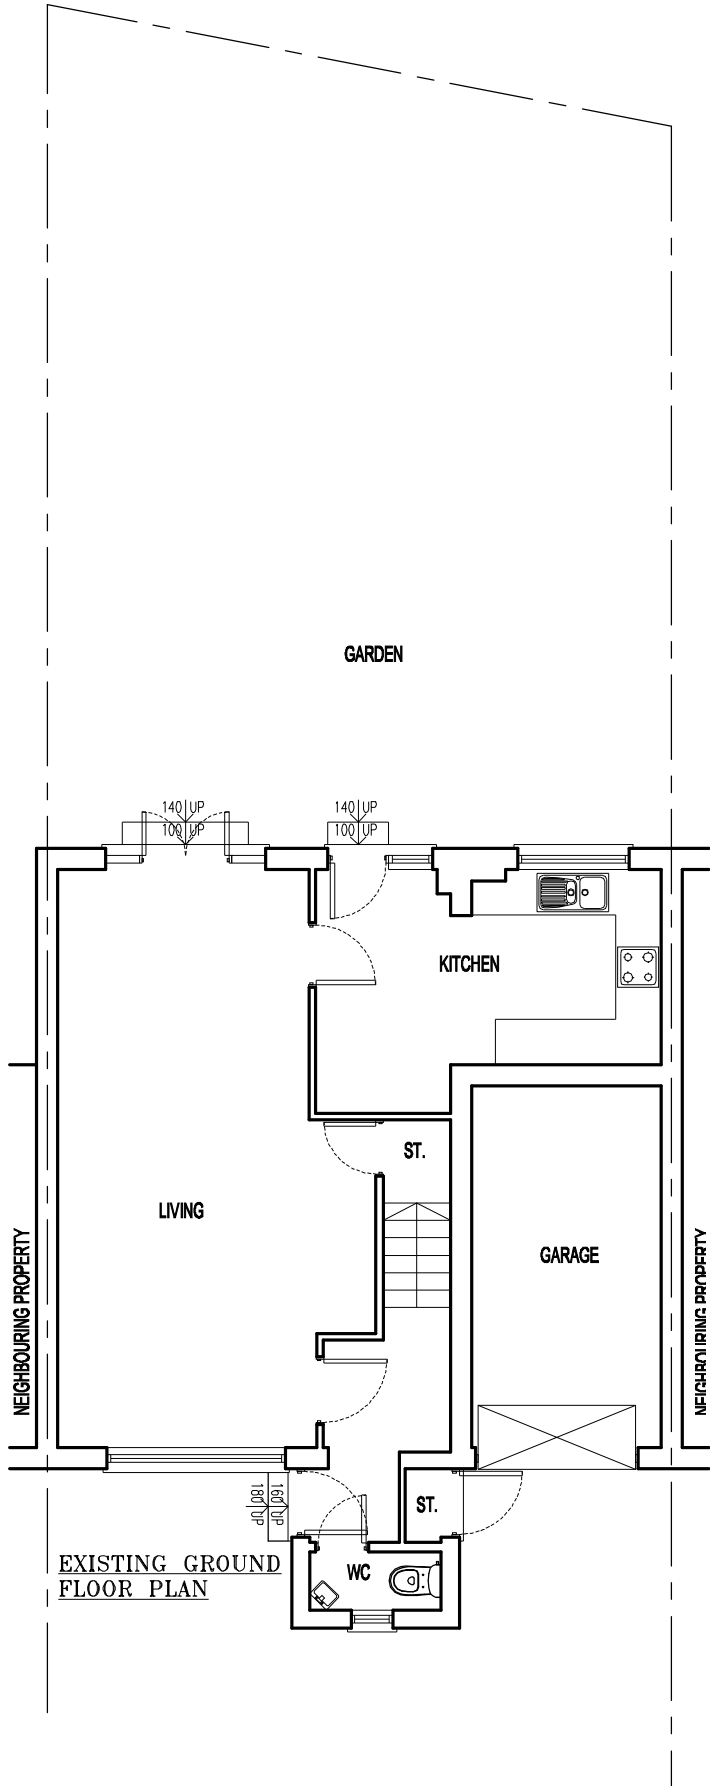 GARDEN
140 UP
100 UP
140 UP
100 UP
KITCHEN
ST.
LIVING
GARAGE
NEIGHBOURING PROPERTY
NEIGHBOURING PROPERTY
180 UP
160 UP
ST.
WC
EXISTING GROUND
FLOOR PLAN